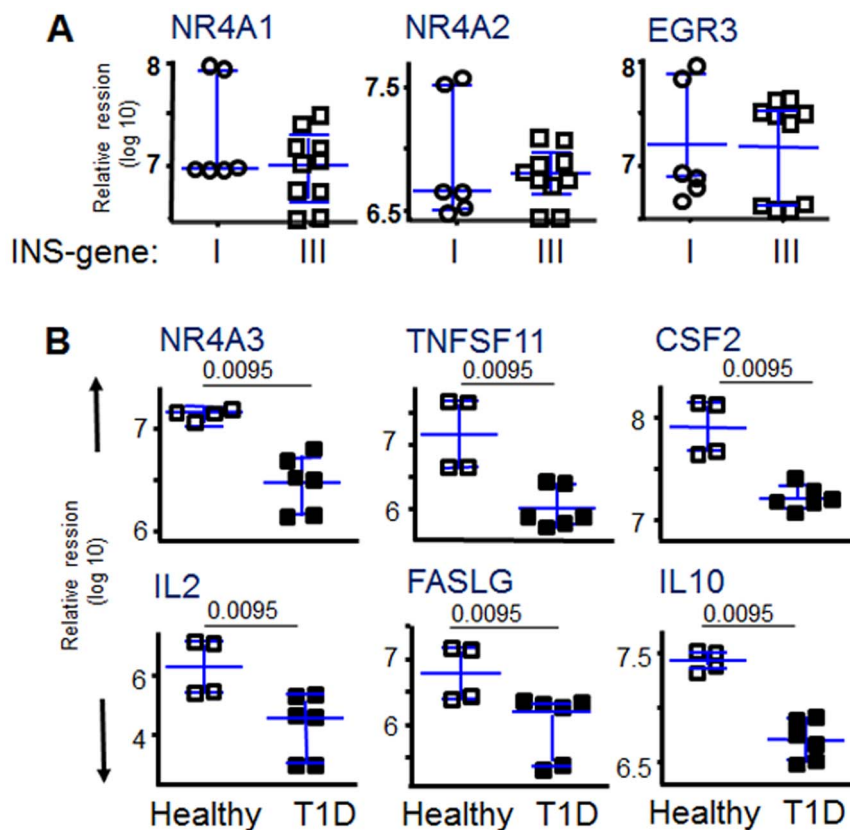 A
NR4A1
NR4A2
EGR3
Relative ression
(log 10)
8
7
7.5
6.5
8
7
INS-gene:
I
III
I
III
I
III
B
NR4A3
TNFSF11
CSF2
0.0095
0.0095
0.0095
Relative ression
(log 10)
7
6
7
6
8
7
IL2
FASLG
IL10
0.0095
0.0095
0.0095
6
4
7
6
7.5
6.5
Healthy
T1D
Healthy
T1D
Healthy
T1D